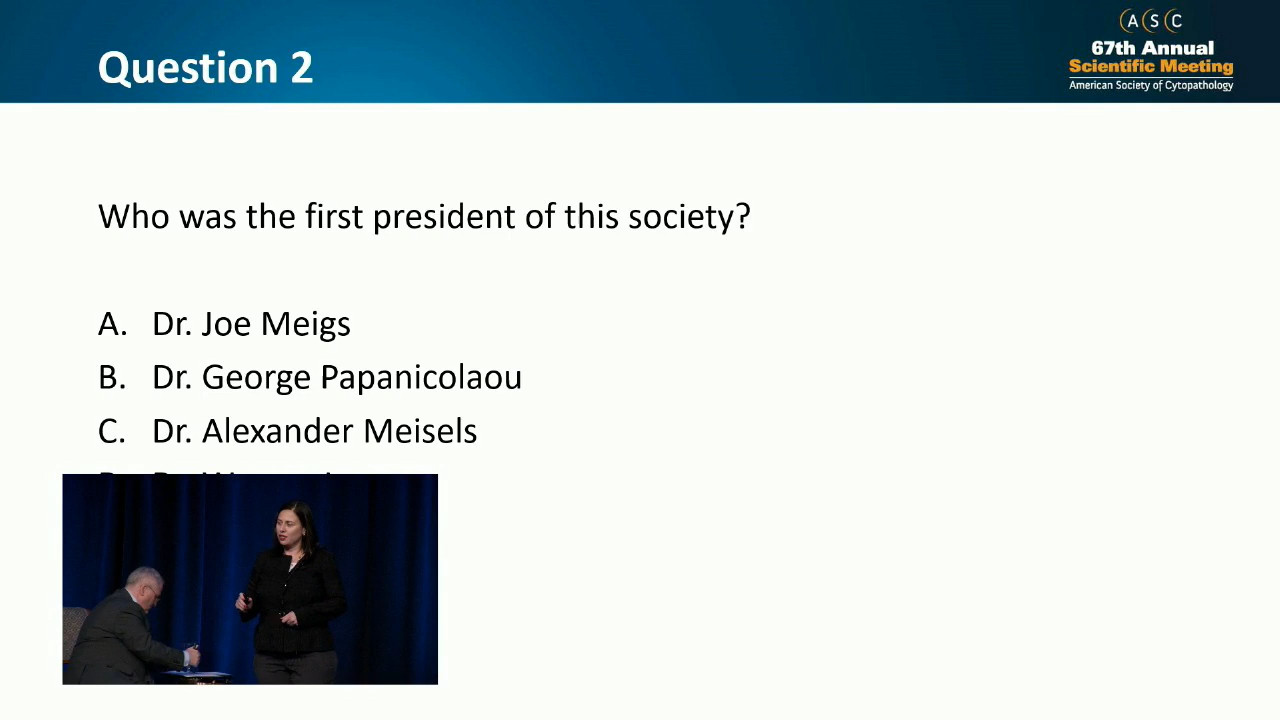 Question 2
A S C
67th Annual
Scientific Meeting
American Society of Cytopathology
Who was the first president of this society?
A. Dr. Joe Meigs
B. Dr. George Papanicolaou
C. Dr. Alexander Meisels